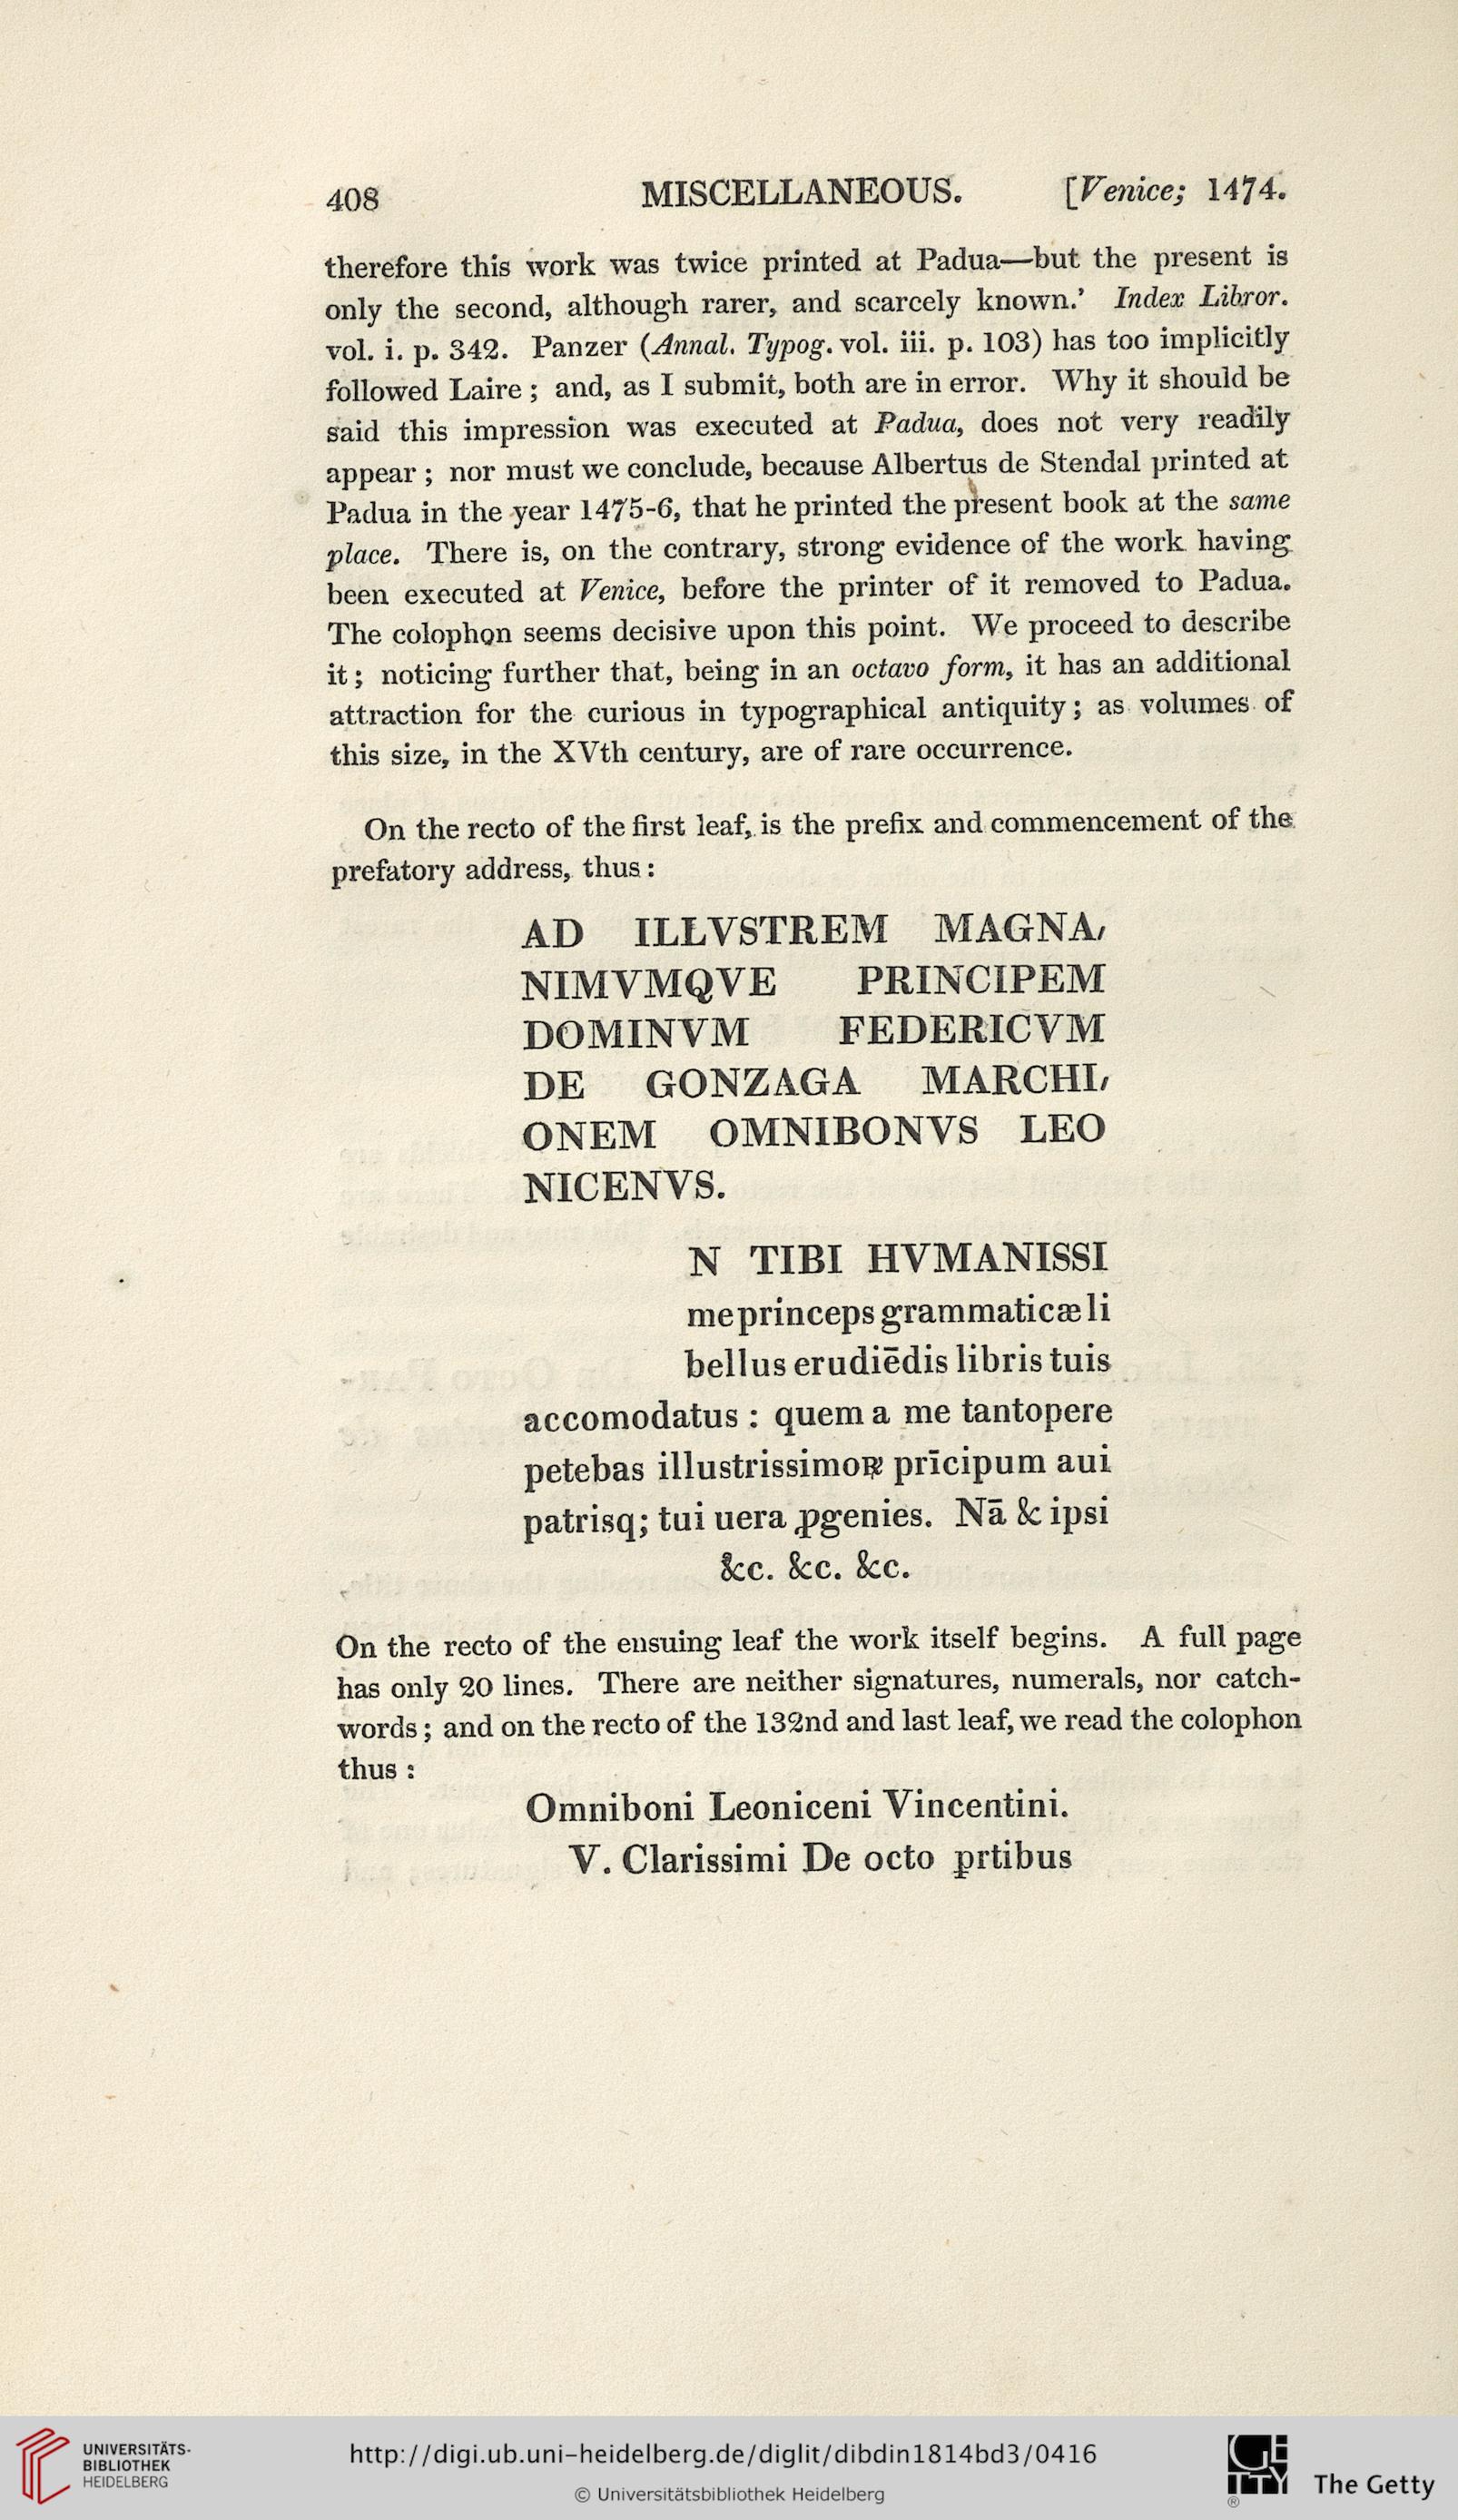 408 MISCELLANEOUS. [Venice; 1474.
therefore this work was twice printed at Padua—but the present is
only the second, although rarer, and scarcely known.’ Index Libror.
vol. i. p. 342. Panzer (Annal. Typog. vol. iii. p. 103) has too implicitly
followed Laire ; and, as I submit, both are in error. Why it should be
said this impression was executed at Padua, does not very readily
appear ; nor must we conclude, because Albertus de Stendal printed at
Padua in the year 1475-6, that he printed the present book at the same
place. There is, on the contrary, strong evidence of the work having
been executed at Venice, before the printer of it removed to Padua.
The colophon seems decisive upon this point. We proceed to describe
it ; noticing further that, being in an octavo form, it has an additional
attraction for the curious in typographical antiquity ; as volumes of
this size, in the XVth century, are of rare occurrence.
On the recto of the first leaf, is the prefix and commencement of the
prefatory address, thus :
AD ILLVSTREM MAGNA,
NIMVMQVE PRINCIPEM
DOMINVM FEDERICVM
DE GONZAGA MARCHI,
ONEM OMNIBONVS LEO
NICENVS.
N TIBI HVMANISSI
me princeps grammaticæ li
bellus erudiēdis libris tuis
accomodatus : quem a me tantopere
petebas illustrissimoꝝ prīcipum aui
patrisq; tui uera ꝓgenies. Nā & ipsi
&c. &c. &c.
On the recto of the ensuing leaf the work itself begins. A full page
has only 20 lines. There are neither signatures, numerals, nor catch-
words ; and on the recto of the 132nd and last leaf, we read the colophon
thus :
Omniboni Leoniceni Vincentini.
V. Clarissimi De octo ꝑrtibus
UNIVERSITÄTS-
BIBLIOTHEK
HEIDELBERG
http://digi.ub.uni-heidelberg.de/diglit/dibdin1814bd3/0416
© Universitätsbibliothek Heidelberg
GETTY
®
The Getty